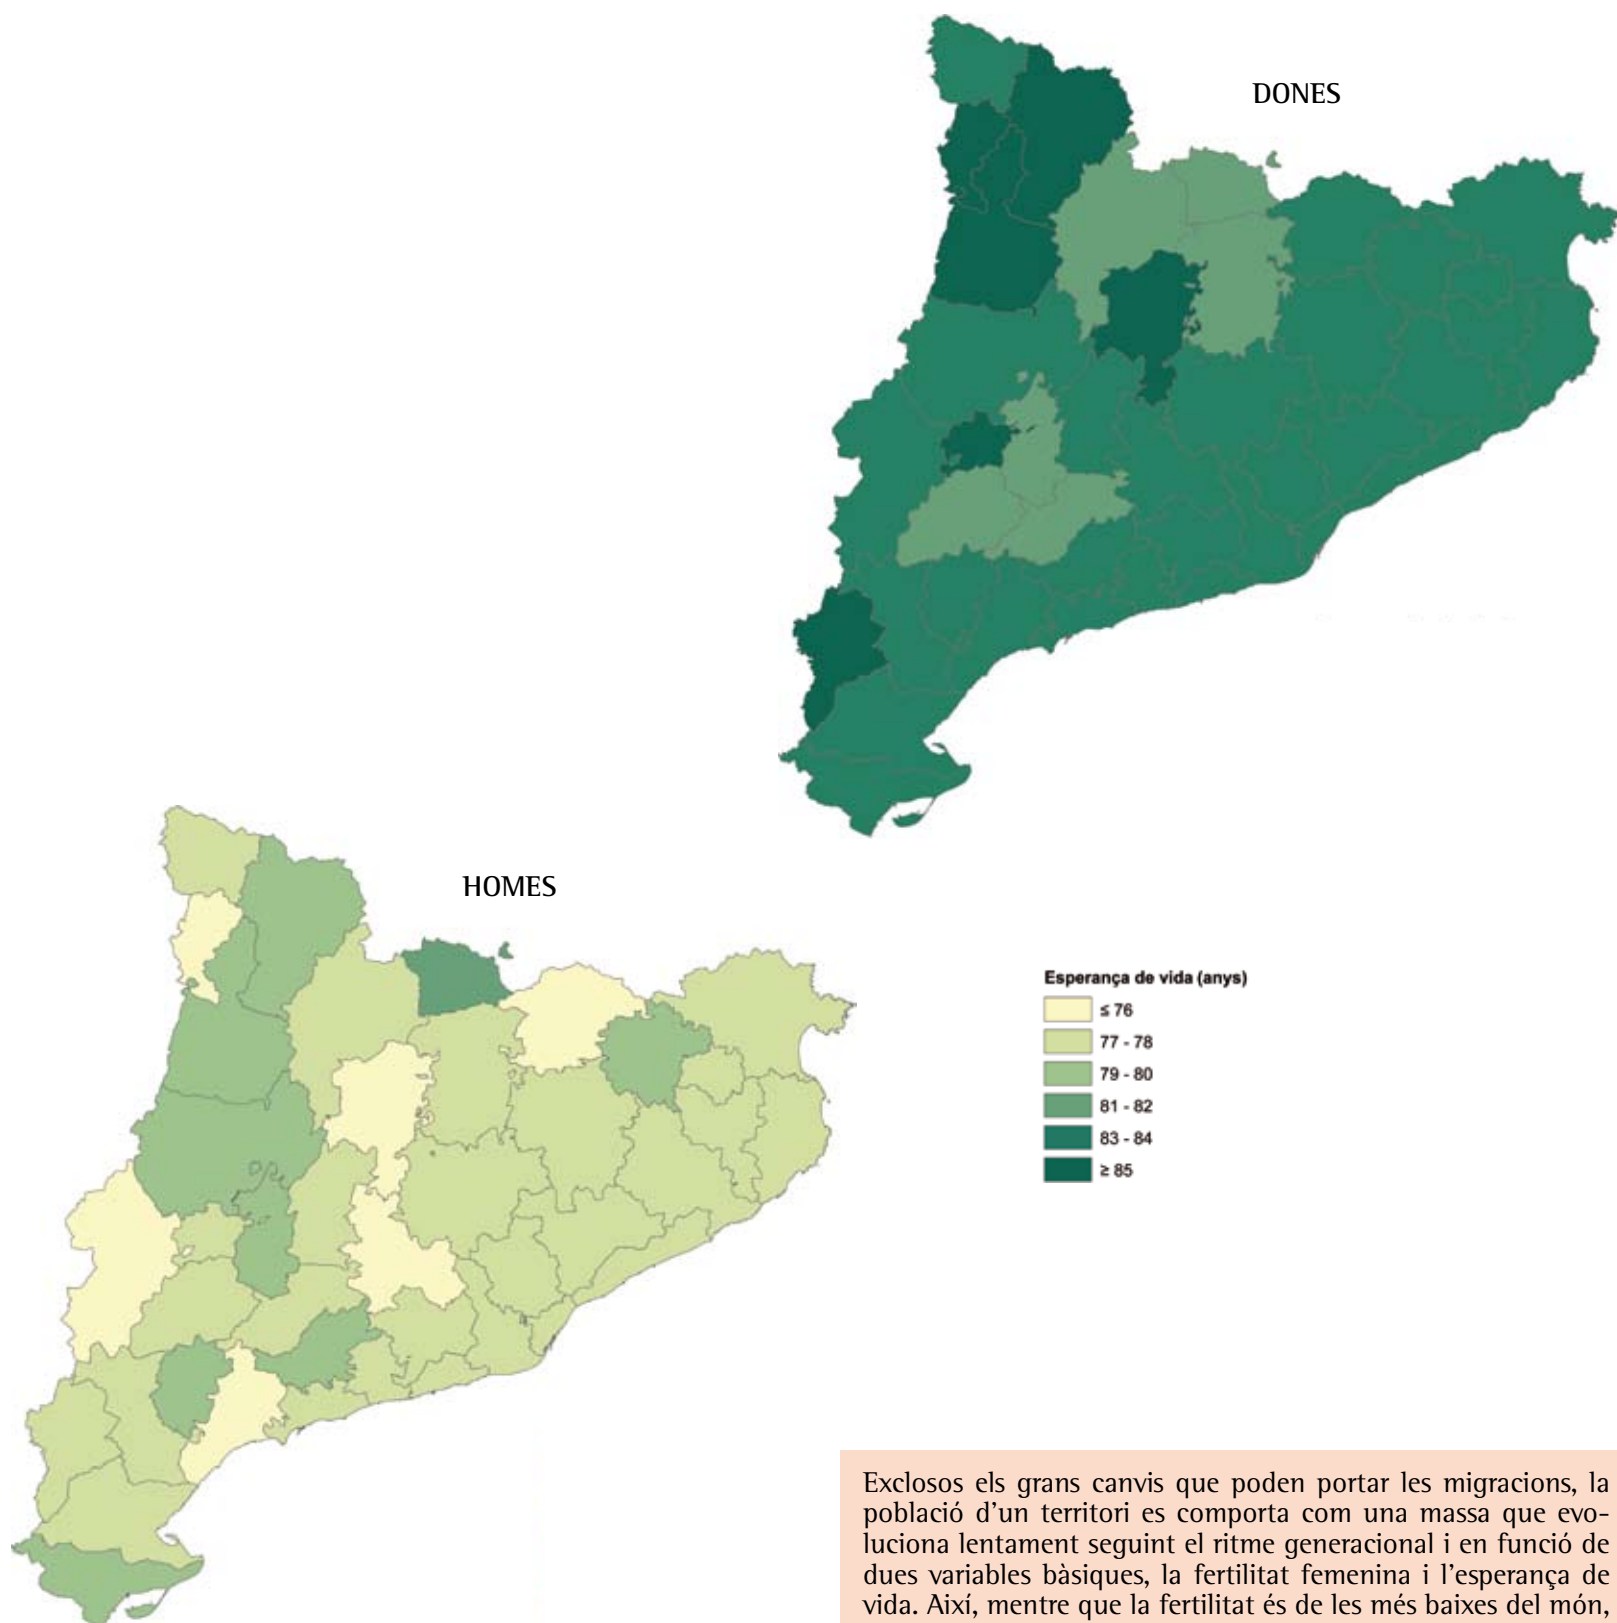 DONES
HOMES
Esperança de vida (anys)
≤ 76
77 - 78
79 - 80
81 - 82
83 - 84
≥ 85
Exclosos els grans canvis que poden portar les migracions, la
població d'un territori es comporta com una massa que evo-
luciona lentament seguint el ritme generacional i en funció de
dues variables bàsiques, la fertilitat femenina i l'esperança de
vida. Així, mentre que la fertilitat és de les més baixes del món,